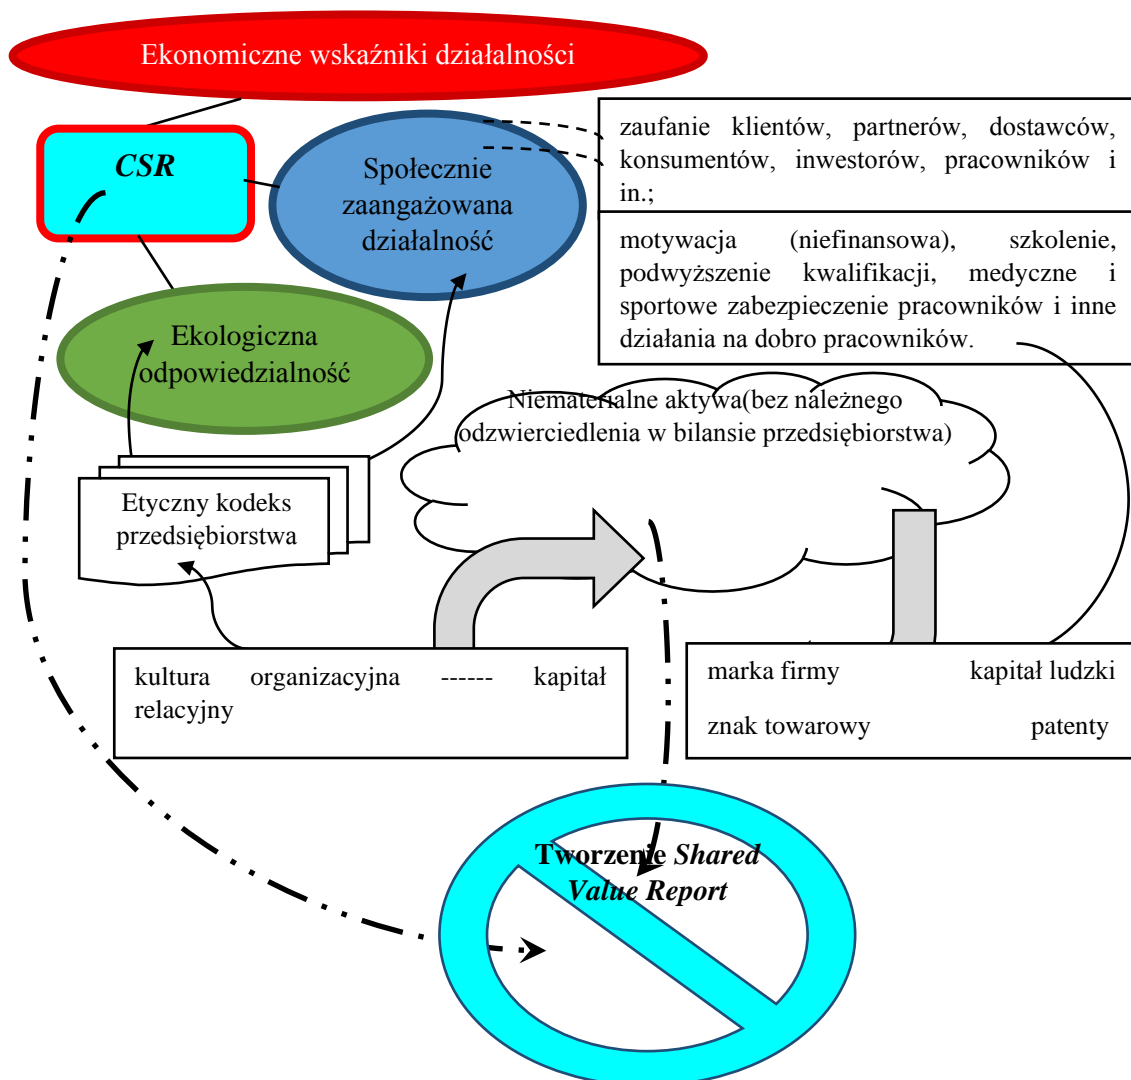 Ekonomiczne wskaźniki działalności
CSR
Społecznie
zaangażowana
działalność
zaufanie klientów, partnerów, dostawców,
konsumentów, inwestorów, pracowników i
in.;
motywacja (niefinansowa), szkolenie,
podwyższenie kwalifikacji, medyczne i
sportowe zabezpieczenie pracowników i inne
działania na dobro pracowników.
Ekologiczna
odpowiedzialność
Niematerialne aktywa(bez należnego
odzwierciedlenia w bilansie przedsiębiorstwa)
Etyczny kodeks
przedsiębiorstwa
kultura organizacyjna ------ kapitał
relacyjny
marka firmy kapitał ludzki
znak towarowy patenty
Tworzenie Shared
Value Report